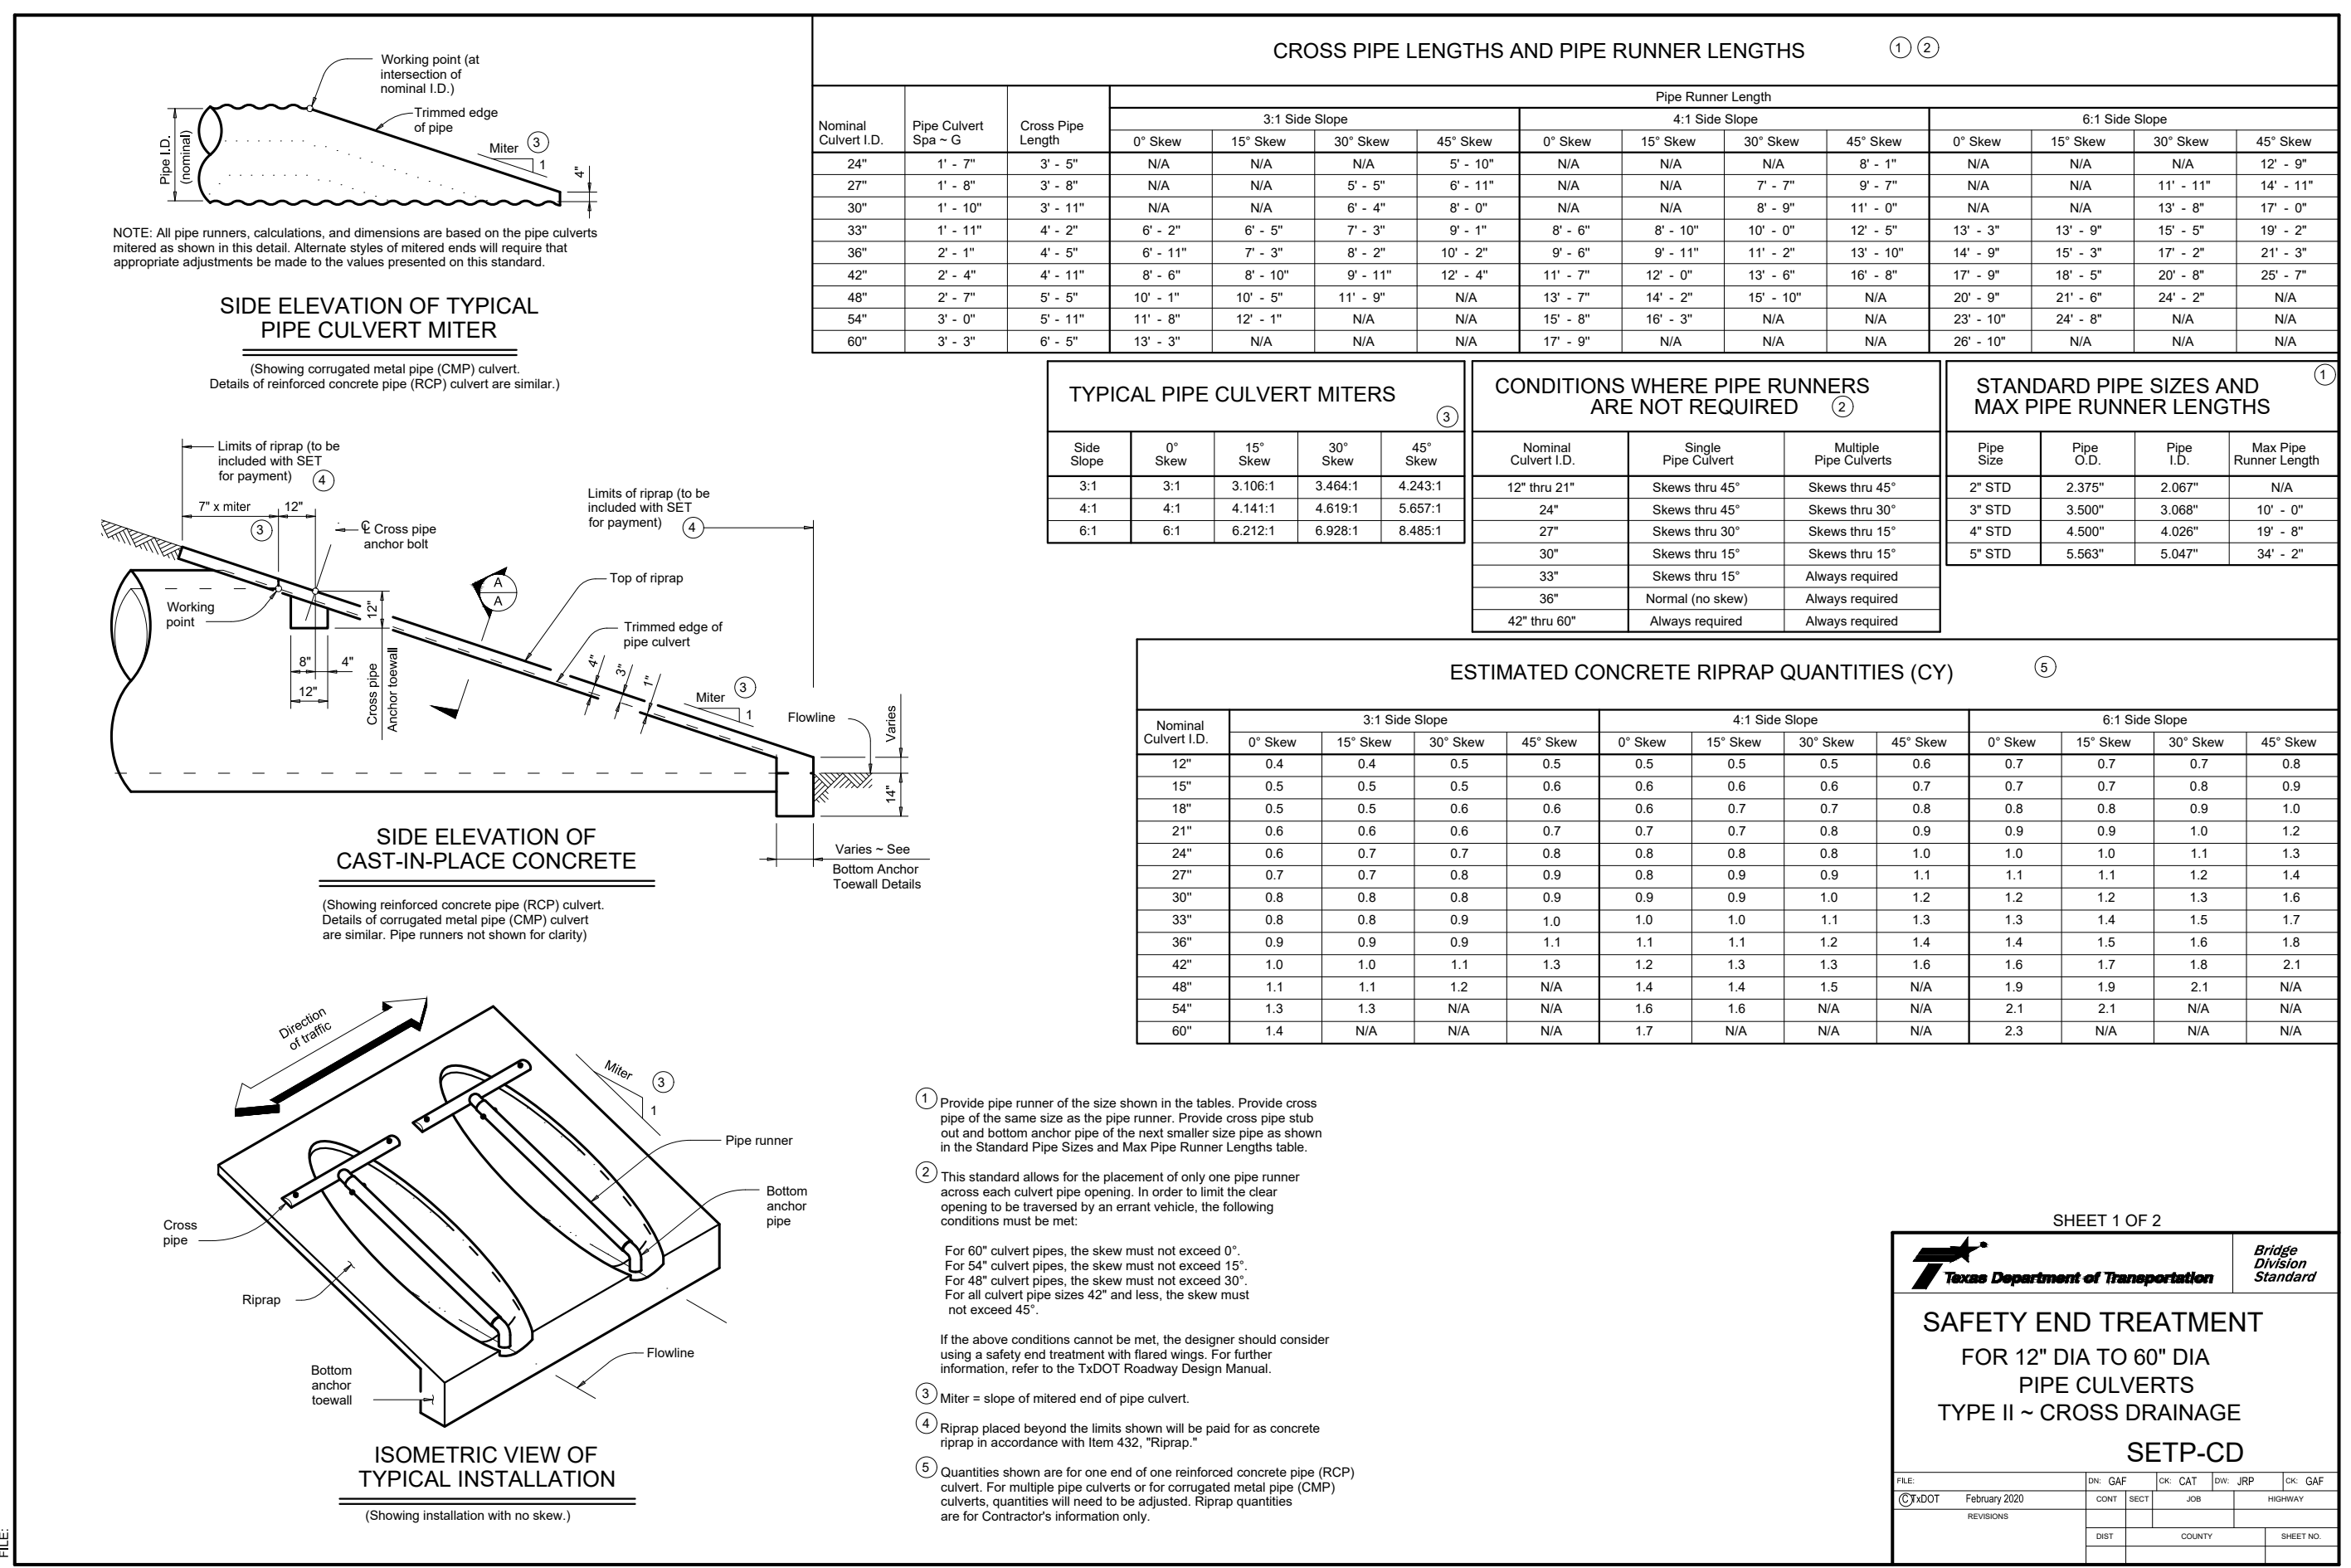 Working point (at
intersection of
nominal I.D.)
Trimmed edge
of pipe
Miter 3
1
4"
Pipe I.D.
(nominal)
NOTE: All pipe runners, calculations, and dimensions are based on the pipe culverts
mitered as shown in this detail. Alternate styles of mitered ends will require that
appropriate adjustments be made to the values presented on this standard.
SIDE ELEVATION OF TYPICAL
PIPE CULVERT MITER
(Showing corrugated metal pipe (CMP) culvert.
Details of reinforced concrete pipe (RCP) culvert are similar.)
CROSS PIPE LENGTHS AND PIPE RUNNER LENGTHS 1 2
Nominal
Culvert I.D.
Pipe Culvert
Spa ~ G
Cross Pipe
Length
Pipe Runner Length
3:1 Side Slope 4:1 Side Slope 6:1 Side Slope
0° Skew 15° Skew 30° Skew 45° Skew 0° Skew 15° Skew 30° Skew 45° Skew 0° Skew 15° Skew 30° Skew 45° Skew
24" 1' - 7" 3' - 5" N/A N/A N/A 5' - 10" N/A N/A N/A 8' - 1" N/A N/A N/A 12' - 9"
27" 1' - 8" 3' - 8" N/A N/A 5' - 5" 6' - 11" N/A N/A 7' - 7" 9' - 7" N/A N/A 11' - 11" 14' - 11"
30" 1' - 10" 3' - 11" N/A N/A 6' - 4" 8' - 0" N/A N/A 8' - 9" 11' - 0" N/A N/A 13' - 8" 17' - 0"
33" 1' - 11" 4' - 2" 6' - 2" 6' - 5" 7' - 3" 9' - 1" 8' - 6" 8' - 10" 10' - 0" 12' - 5" 13' - 3" 13' - 9" 15' - 5" 19' - 2"
36" 2' - 1" 4' - 5" 6' - 11" 7' - 3" 8' - 2" 10' - 2" 9' - 6" 9' - 11" 11' - 2" 13' - 10" 14' - 9" 15' - 3" 17' - 2" 21' - 3"
42" 2' - 4" 4' - 11" 8' - 6" 8' - 10" 9' - 11" 12' - 4" 11' - 7" 12' - 0" 13' - 6" 16' - 8" 17' - 9" 18' - 5" 20' - 8" 25' - 7"
48" 2' - 7" 5' - 5" 10' - 1" 10' - 5" 11' - 9" N/A 13' - 7" 14' - 2" 15' - 10" N/A 20' - 9" 21' - 6" 24' - 2" N/A
54" 3' - 0" 5' - 11" 11' - 8" 12' - 1" N/A N/A 15' - 8" 16' - 3" N/A N/A 23' - 10" 24' - 8" N/A N/A
60" 3' - 3" 6' - 5" 13' - 3" N/A N/A N/A 17' - 9" N/A N/A N/A 26' - 10" N/A N/A N/A
TYPICAL PIPE CULVERT MITERS
3
Side
Slope
0°
Skew
15°
Skew
30°
Skew
45°
Skew
3:1 3:1 3.106:1 3.464:1 4.243:1
4:1 4:1 4.141:1 4.619:1 5.657:1
6:1 6:1 6.212:1 6.928:1 8.485:1
CONDITIONS WHERE PIPE RUNNERS
ARE NOT REQUIRED 2
Nominal
Culvert I.D.
Single
Pipe Culvert
Multiple
Pipe Culverts
12" thru 21" Skews thru 45° Skews thru 45°
24" Skews thru 45° Skews thru 30°
27" Skews thru 30° Skews thru 15°
30" Skews thru 15° Skews thru 15°
33" Skews thru 15° Always required
36" Normal (no skew) Always required
42" thru 60" Always required Always required
1
STANDARD PIPE SIZES AND
MAX PIPE RUNNER LENGTHS
Pipe
Size
Pipe
O.D.
Pipe
I.D.
Max Pipe
Runner Length
2" STD 2.375" 2.067" N/A
3" STD 3.500" 3.068" 10' - 0"
4" STD 4.500" 4.026" 19' - 8"
5" STD 5.563" 5.047" 34' - 2"
Limits of riprap (to be
included with SET
for payment) 4
7" x miter 12"
3
℄ Cross pipe
anchor bolt
Limits of riprap (to be
included with SET
for payment) 4
Working
point
12"
A
A
Top of riprap
Trimmed edge of
pipe culvert
8" 4"
12"
Cross pipe
Anchor toewall
4"
3"
1"
Miter 3
1
Flowline
Varies
14"
Varies ~ See
Bottom Anchor
Toewall Details
SIDE ELEVATION OF
CAST-IN-PLACE CONCRETE
(Showing reinforced concrete pipe (RCP) culvert.
Details of corrugated metal pipe (CMP) culvert
are similar. Pipe runners not shown for clarity)
ESTIMATED CONCRETE RIPRAP QUANTITIES (CY) 5
Nominal
Culvert I.D.
3:1 Side Slope 4:1 Side Slope 6:1 Side Slope
0° Skew 15° Skew 30° Skew 45° Skew 0° Skew 15° Skew 30° Skew 45° Skew 0° Skew 15° Skew 30° Skew 45° Skew
12" 0.4 0.4 0.5 0.5 0.5 0.5 0.5 0.6 0.7 0.7 0.7 0.8
15" 0.5 0.5 0.5 0.6 0.6 0.6 0.6 0.7 0.7 0.7 0.8 0.9
18" 0.5 0.5 0.6 0.6 0.6 0.7 0.7 0.8 0.8 0.8 0.9 1.0
21" 0.6 0.6 0.6 0.7 0.7 0.7 0.8 0.9 0.9 0.9 1.0 1.2
24" 0.6 0.7 0.7 0.8 0.8 0.8 0.8 1.0 1.0 1.0 1.1 1.3
27" 0.7 0.7 0.8 0.9 0.8 0.9 0.9 1.1 1.1 1.1 1.2 1.4
30" 0.8 0.8 0.8 0.9 0.9 0.9 1.0 1.2 1.2 1.2 1.3 1.6
33" 0.8 0.8 0.9 1.0 1.0 1.0 1.1 1.3 1.3 1.4 1.5 1.7
36" 0.9 0.9 0.9 1.1 1.1 1.1 1.2 1.4 1.4 1.5 1.6 1.8
42" 1.0 1.0 1.1 1.3 1.2 1.3 1.3 1.6 1.6 1.7 1.8 2.1
48" 1.1 1.1 1.2 N/A 1.4 1.4 1.5 N/A 1.9 1.9 2.1 N/A
54" 1.3 1.3 N/A N/A 1.6 1.6 N/A N/A 2.1 2.1 N/A N/A
60" 1.4 N/A N/A N/A 1.7 N/A N/A N/A 2.3 N/A N/A N/A
Direction
of traffic
Miter 3
1
Pipe runner
Bottom
anchor
pipe
Cross
pipe
Riprap
Bottom
anchor
toewall
Flowline
ISOMETRIC VIEW OF
TYPICAL INSTALLATION
(Showing installation with no skew.)
1 Provide pipe runner of the size shown in the tables. Provide cross
pipe of the same size as the pipe runner. Provide cross pipe stub
out and bottom anchor pipe of the next smaller size pipe as shown
in the Standard Pipe Sizes and Max Pipe Runner Lengths table.
2 This standard allows for the placement of only one pipe runner
across each culvert pipe opening. In order to limit the clear
opening to be traversed by an errant vehicle, the following
conditions must be met:
For 60" culvert pipes, the skew must not exceed 0°.
For 54" culvert pipes, the skew must not exceed 15°.
For 48" culvert pipes, the skew must not exceed 30°.
For all culvert pipe sizes 42" and less, the skew must
not exceed 45°.
If the above conditions cannot be met, the designer should consider
using a safety end treatment with flared wings. For further
information, refer to the TxDOT Roadway Design Manual.
3 Miter = slope of mitered end of pipe culvert.
4 Riprap placed beyond the limits shown will be paid for as concrete
riprap in accordance with Item 432, "Riprap."
5 Quantities shown are for one end of one reinforced concrete pipe (RCP)
culvert. For multiple pipe culverts or for corrugated metal pipe (CMP)
culverts, quantities will need to be adjusted. Riprap quantities
are for Contractor's information only.
SHEET 1 OF 2
Texas Department of Transportation
Bridge
Division
Standard
SAFETY END TREATMENT
FOR 12" DIA TO 60" DIA
PIPE CULVERTS
TYPE II ~ CROSS DRAINAGE
SETP-CD
FILE: DN: GAF CK: CAT DW: JRP CK: GAF
©TxDOT February 2020 CONT SECT JOB HIGHWAY
REVISIONS
DIST COUNTY SHEET NO.
FILE: